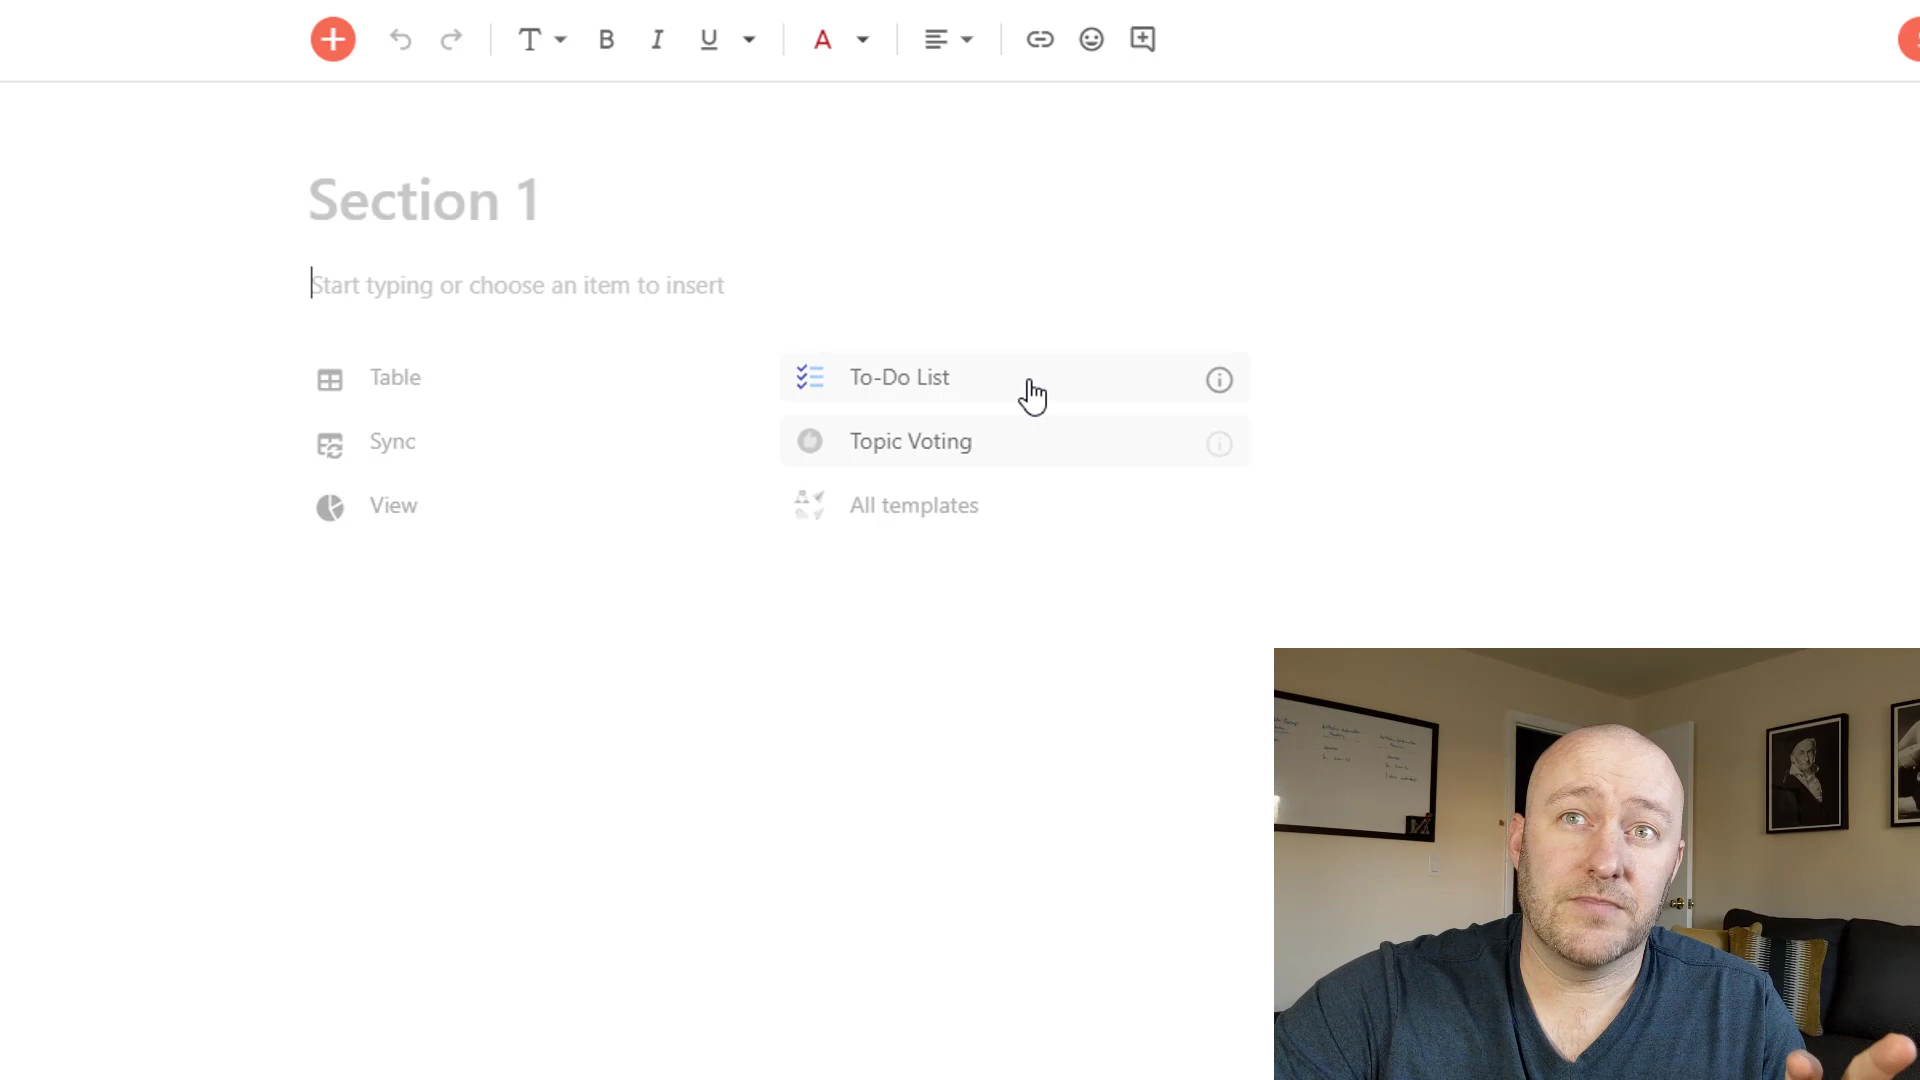 T B I U A
Section 1
Start typing or choose an item to insert
Table
To-Do List
Sync
Topic Voting
View
All templates